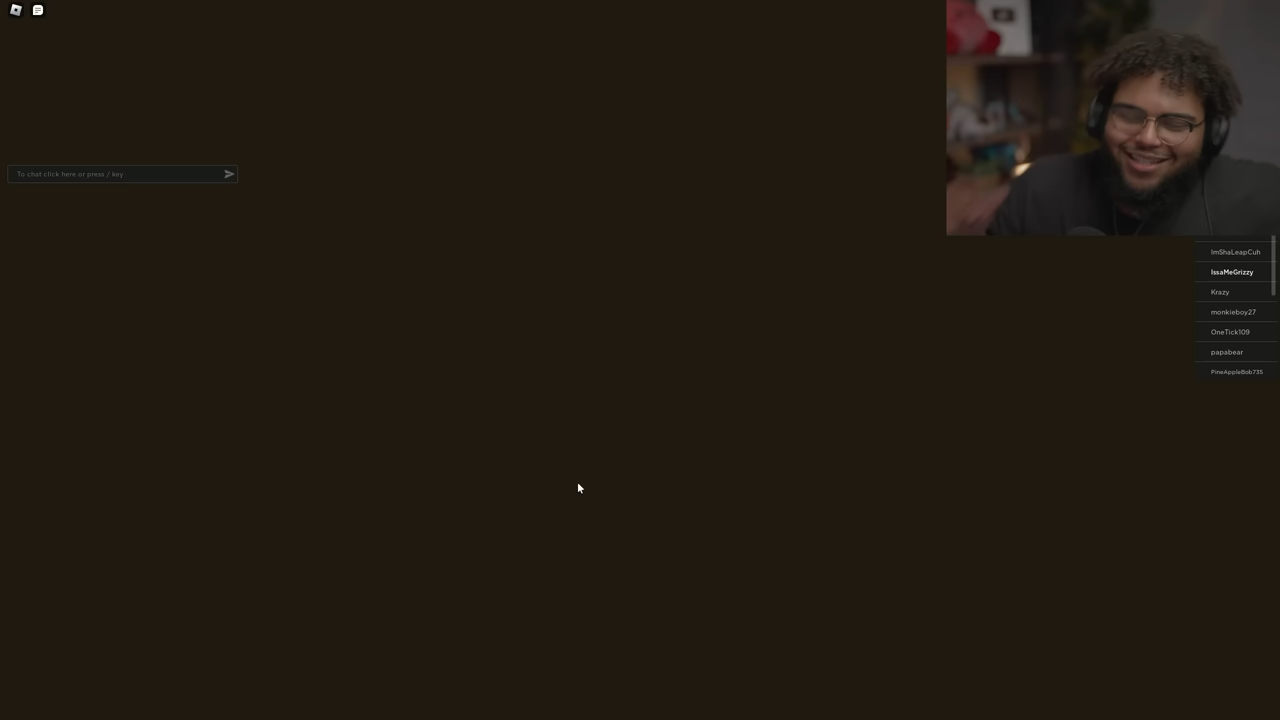 To chat click here or press / key
ImShaLeapCuh
IssaMeGrizzy
Krazy
monkieboy27
OneTick109
papabear
PineAppleBob735